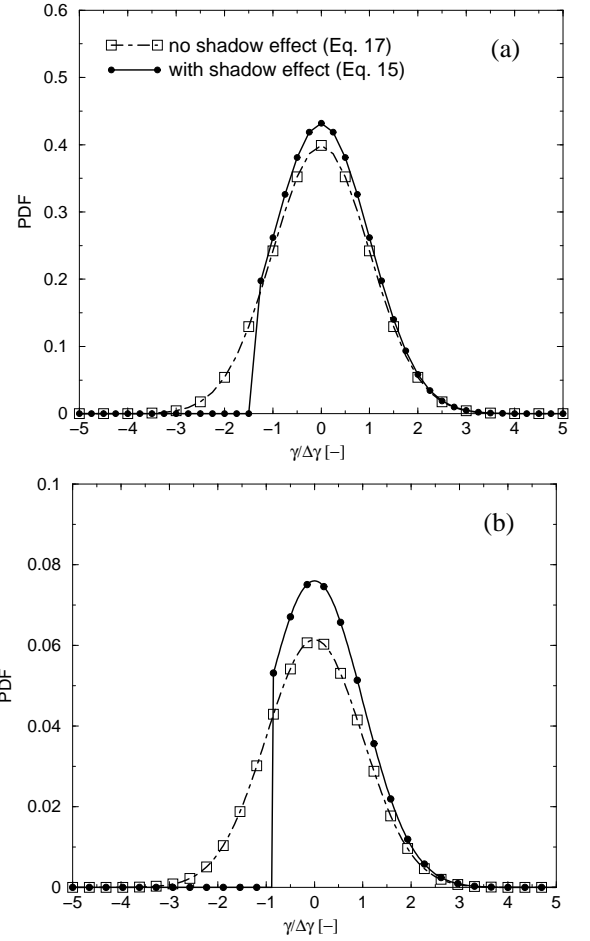 0.6
no shadow effect (Eq. 17)
(a)
with shadow effect (Eq. 15)
0.5
0.4
PDF
0.3
0.2
0.1
0
−5 −4 −3 −2 −1 0 1 2 3 4 5
γ/Δγ [−]
0.1
(b)
0.08
0.06
PDF
0.04
0.02
0
−5 −4 −3 −2 −1 0 1 2 3 4 5
γ/Δγ [−]